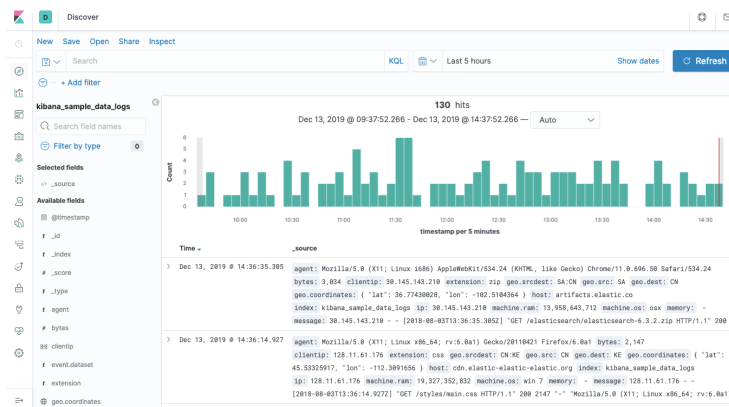 D Discover
New Save Open Share Inspect
Search KQL Last 5 hours Show dates Refresh
+ Add filter
kibana_sample_data_logs
Search field names
Filter by type 0
Selected fields
_source
Available fields
@timestamp
t _id
t _index
# _score
t _type
t agent
# bytes
clientip
t event.dataset
t extension
geo.coordinates
130 hits
Dec 13, 2019 @ 09:37:52.266 - Dec 13, 2019 @ 14:37:52.266 — Auto
Count
6
5
4
3
2
1
0
10:00 10:30 11:00 11:30 12:00 12:30 13:00 13:30 14:00 14:30
timestamp per 5 minutes
Time _source
Dec 13, 2019 @ 14:36:35.305
agent: Mozilla/5.0 (X11; Linux i686) AppleWebKit/534.24 (KHTML, like Gecko) Chrome/11.0.696.50 Safari/534.24
bytes: 3,034 clientip: 30.145.143.210 extension: zip geo.srcdest: SA:CN geo.src: SA geo.dest: CN
geo.coordinates: { "lat": 36.77430028, "lon": -102.5104364 } host: artifacts.elastic.co
index: kibana_sample_data_logs ip: 30.145.143.210 machine.ram: 13,958,643,712 machine.os: osx memory: -
message: 30.145.143.210 - - [2018-08-03T13:36:35.305Z] "GET /elasticsearch/elasticsearch-6.3.2.zip HTTP/1.1" 200
Dec 13, 2019 @ 14:36:14.927
agent: Mozilla/5.0 (X11; Linux x86_64; rv:6.0a1) Gecko/20110421 Firefox/6.0a1 bytes: 2,147
clientip: 128.11.61.176 extension: css geo.srcdest: CN:KE geo.src: CN geo.dest: KE geo.coordinates: { "lat":
45.53325917, "lon": -112.3091656 } host: cdn.elastic-elastic-elastic.org index: kibana_sample_data_logs
ip: 128.11.61.176 machine.ram: 19,327,352,832 machine.os: win 7 memory: - message: 128.11.61.176 - -
[2018-08-03T13:36:14.927Z] "GET /styles/main.css HTTP/1.1" 200 2147 "-" "Mozilla/5.0 (X11; Linux x86_64; rv:6.0a1